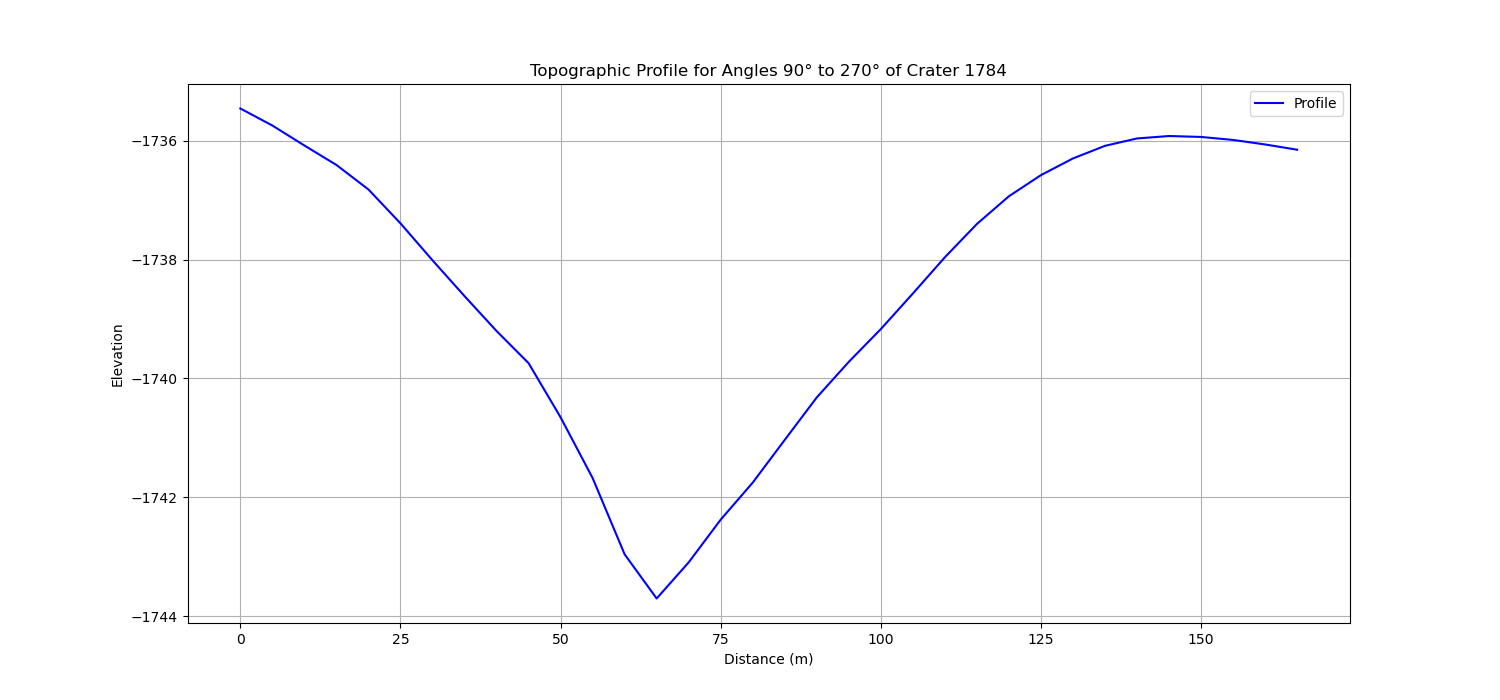 Topographic Profile for Angles 90° to 270° of Crater 1784
Profile
−1736
−1738
−1740
−1742
−1744
Elevation
0 25 50 75 100 125 150
Distance (m)